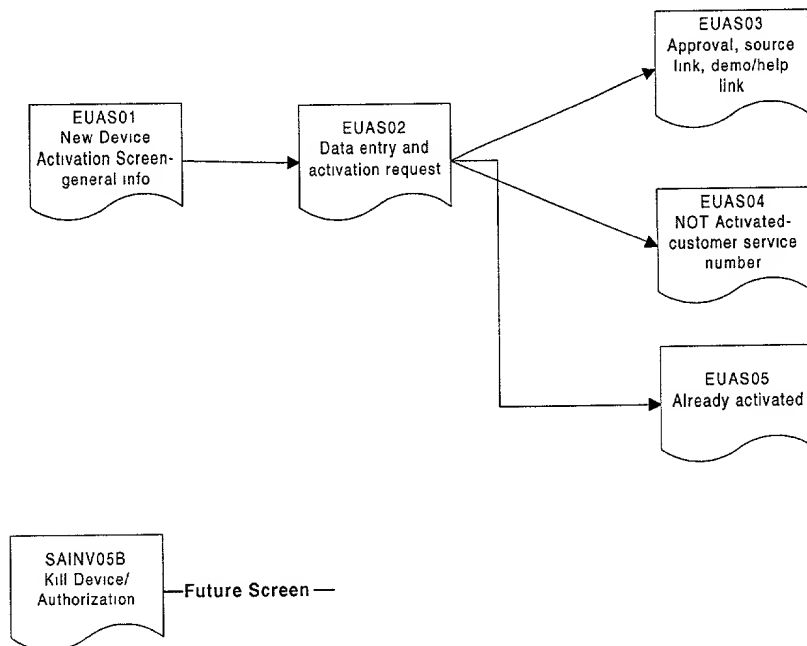 EUAS01
New Device
Activation Screen-
general info
EUAS02
Data entry and
activation request
EUAS03
Approval, source
link, demo/help
link
EUAS04
NOT Activated-
customer service
number
EUAS05
Already activated
SAINV05B
Kill Device/
Authorization
Future Screen